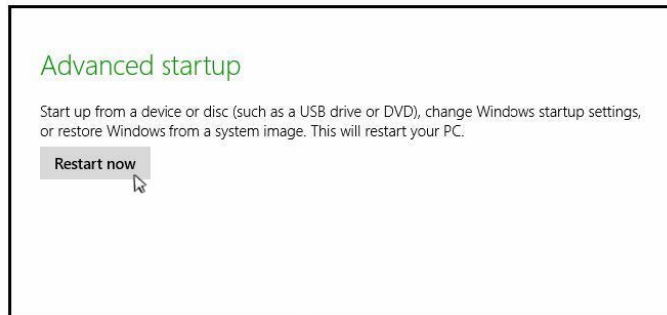 Advanced startup
Start up from a device or disc (such as a USB drive or DVD), change Windows startup settings,
or restore Windows from a system image. This will restart your PC.
Restart now